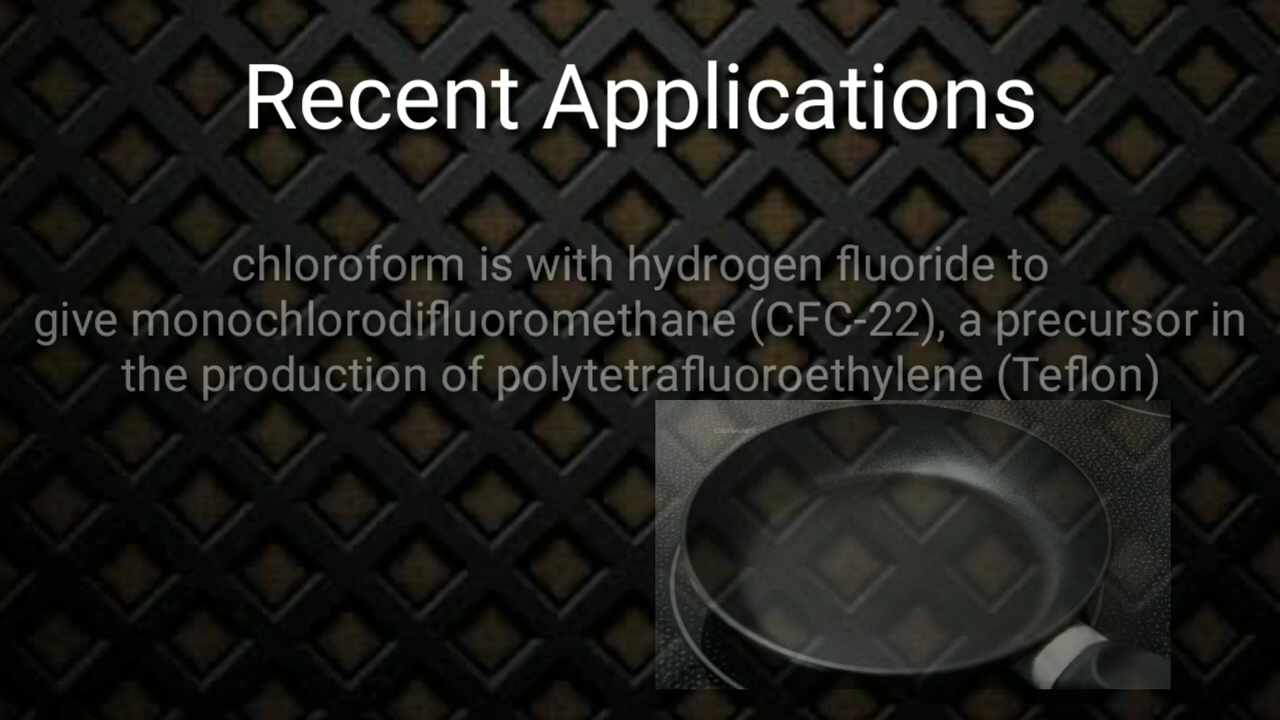 Recent Applications
chloroform is with hydrogen fluoride to
give monochlorodifluoromethane (CFC-22), a precursor in
the production of polytetrafluoroethylene (Teflon)